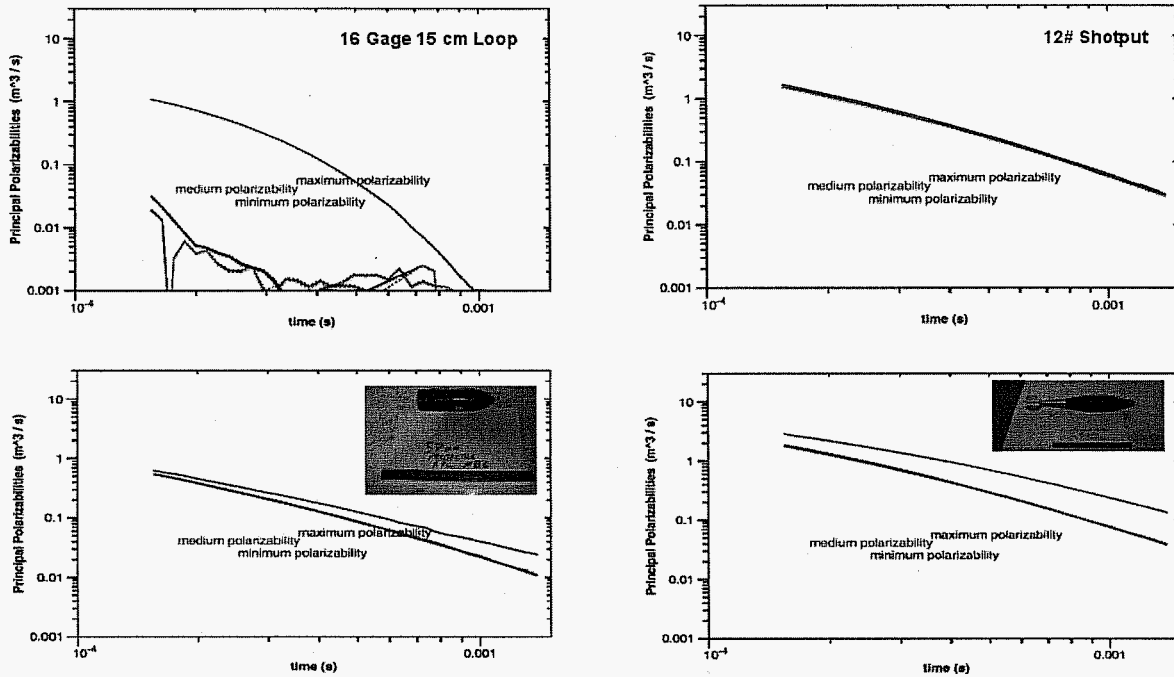 16 Gage 15 cm Loop
Principal Polarizabilities (m^3 / s)
10
1
0.1
0.01
0.001
maximum polarizability
medium polarizability
minimum polarizability
10^-4
0.001
time (s)
12# Shotput
Principal Polarizabilities (m^3 / s)
10
1
0.1
0.01
0.001
maximum polarizability
medium polarizability
minimum polarizability
10^-4
0.001
time (s)
Principal Polarizabilities (m^3 / s)
10
1
0.1
0.01
0.001
maximum polarizability
medium polarizability
minimum polarizability
10^-4
0.001
time (s)
Principal Polarizabilities (m^3 / s)
10
1
0.1
0.01
0.001
maximum polarizability
medium polarizability
minimum polarizability
10^-4
0.001
time (s)